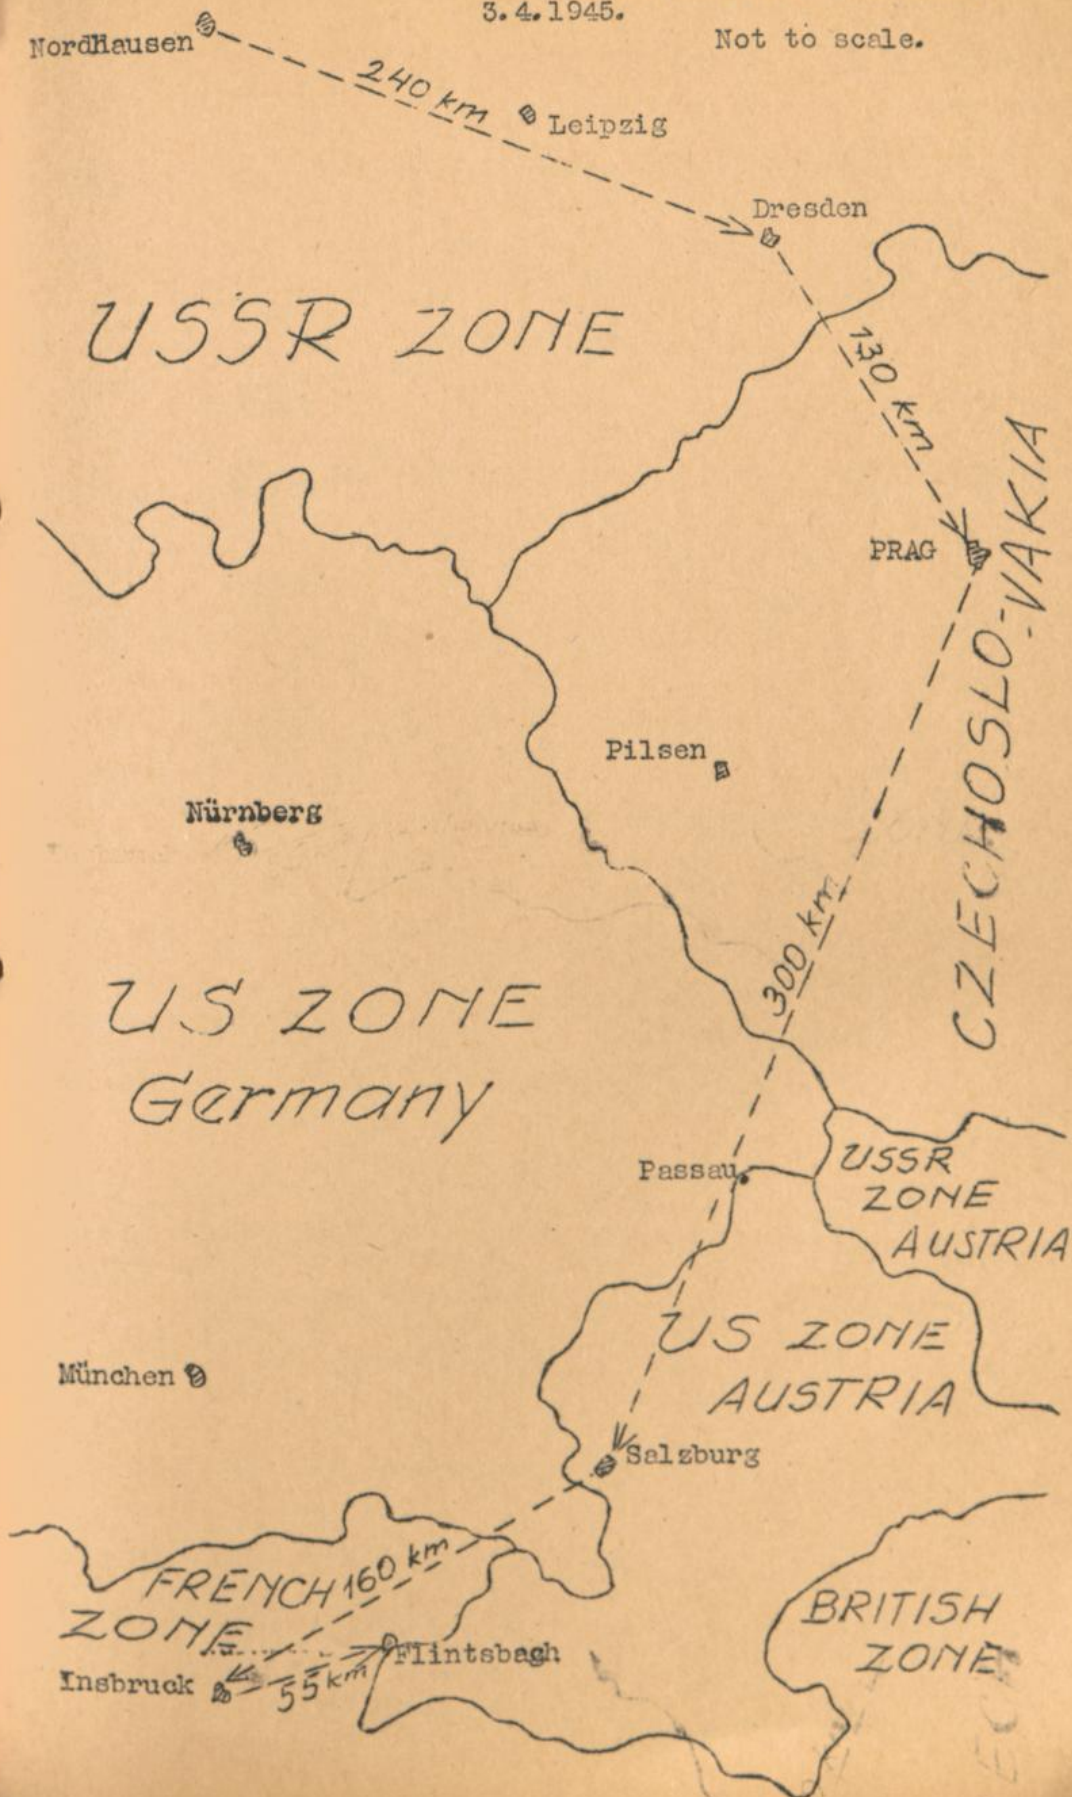 3.4.1945.
Not to scale.
Nordhausen
240 km
Leipzig
Dresden
USSR ZONE
130 km
PRAG
CZECHOSLO-
-VAKIA
Pilsen
Nürnberg
300 km
US ZONE
Germany
Passau
USSR
ZONE
AUSTRIA
US ZONE
AUSTRIA
München
Salzburg
FRENCH
ZONE
160 km
BRITISH
ZONE
Flintsbach
Insbruck
55 km